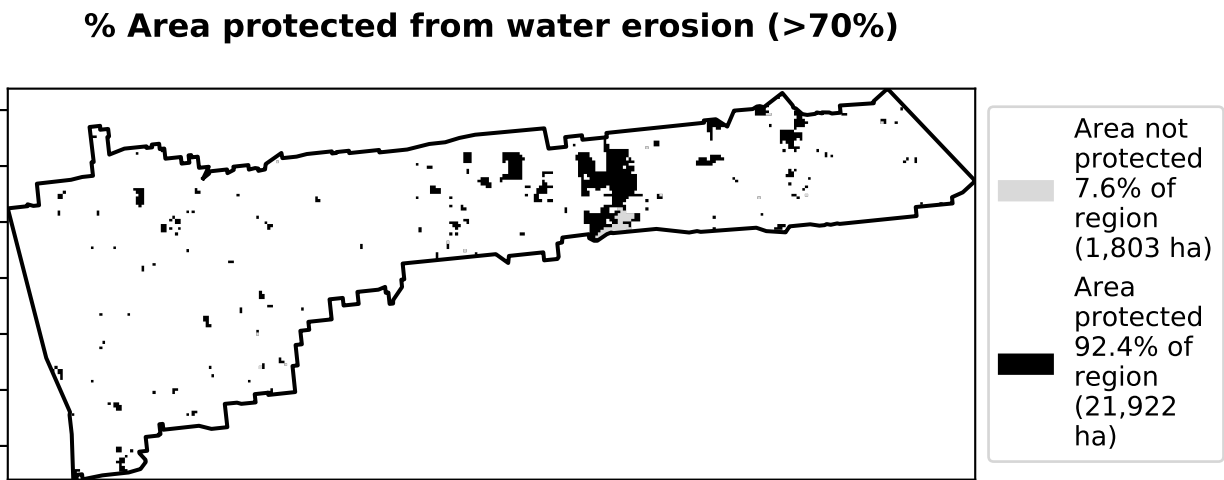 % Area protected from water erosion (>70%)
Area not
protected
7.6% of
region
(1,803 ha)
Area
protected
92.4% of
region
(21,922
ha)